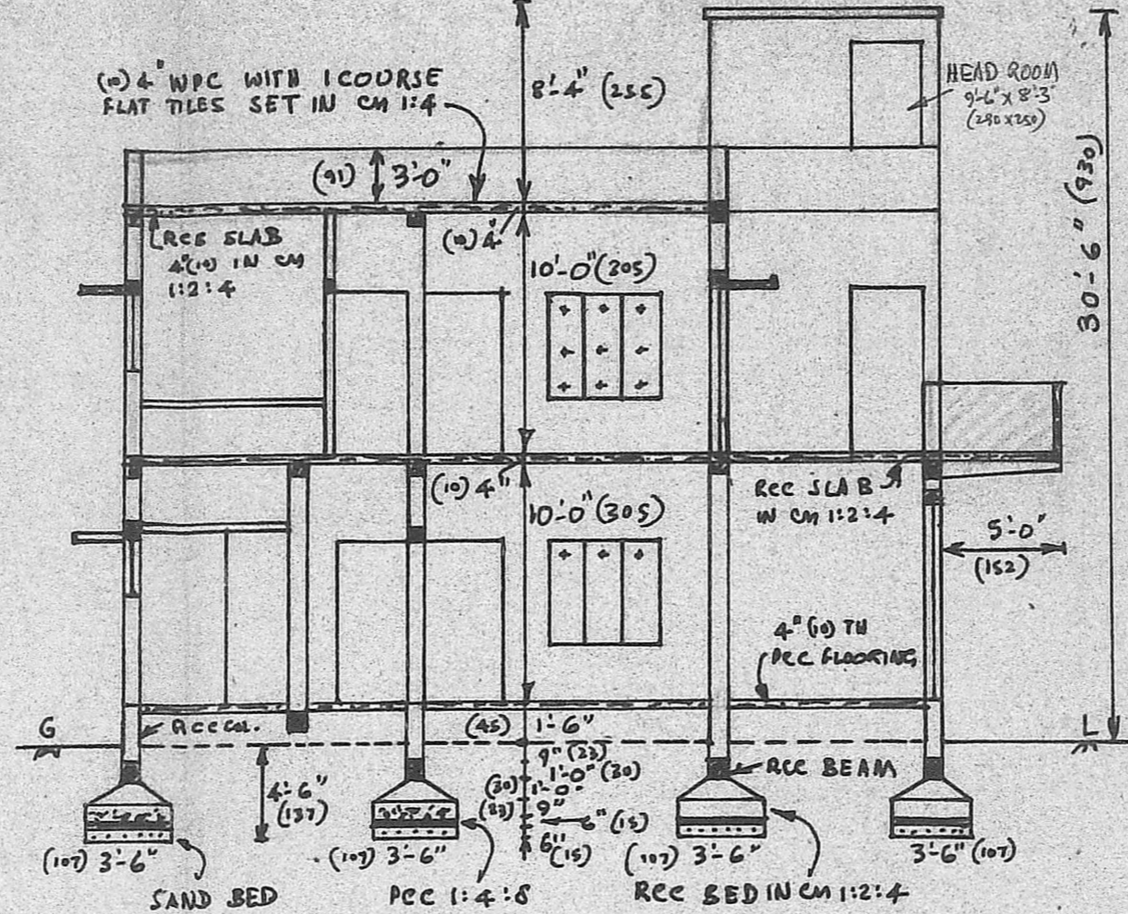 (10) 4" WPC WITH 1 COURSE
FLAT TILES SET IN CM 1:4
8'-4" (255)
HEAD ROOM
9'-6" x 8'-3"
(290 x 250)
(91) 3'-0"
30'-6" (930)
RCC SLAB
4"(10) IN CM
1:2:4
(10) 4"
10'-0" (305)
(10) 4"
10'-0" (305)
RCC SLAB
IN CM 1:2:4
5'-0"
(152)
4" (10) TH
PCC FLOORING
G
RCC COL.
(45) 1'-6"
L
9" (23)
1'-0" (30)
(30) 1'-0"
(23) 9"
6" (15)
6"
(15)
4'-6"
(137)
RCC BEAM
(107) 3'-6"
(107) 3'-6"
(107) 3'-6"
3'-6" (107)
SAND BED
PCC 1:4:8
RCC BED IN CM 1:2:4